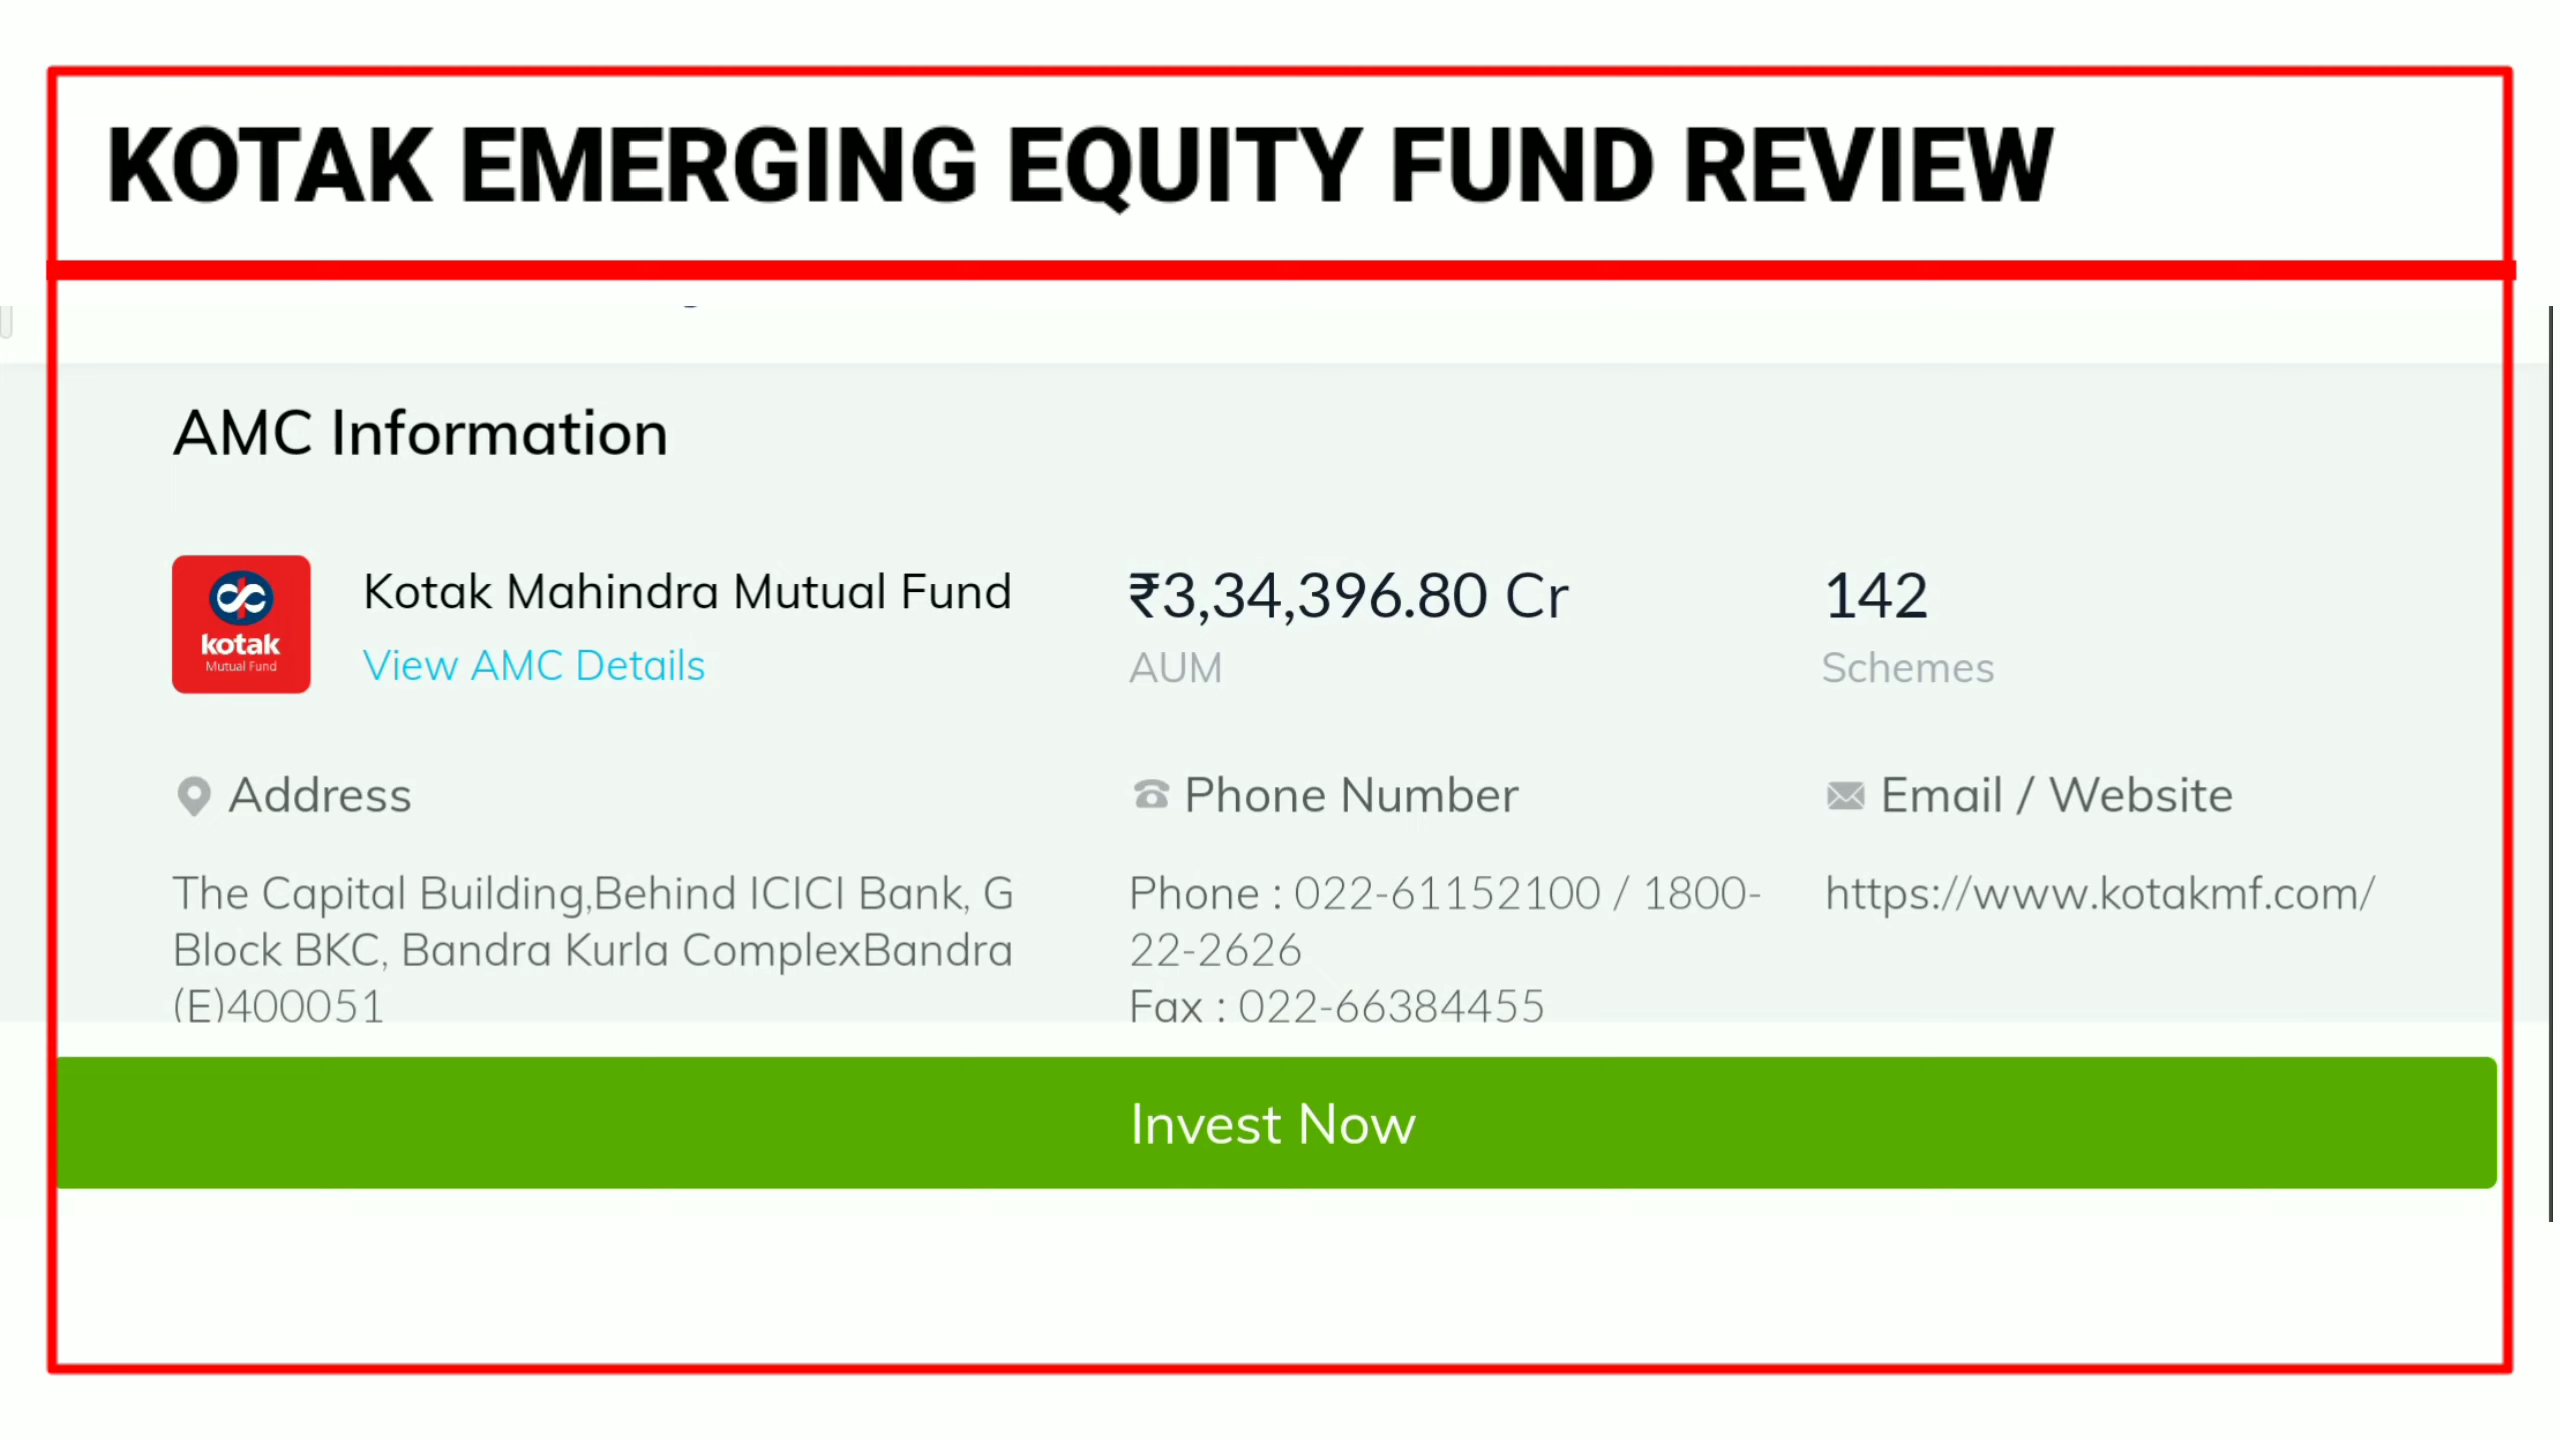 KOTAK EMERGING EQUITY FUND REVIEW
AMC Information
kotak
Mutual Fund
Kotak Mahindra Mutual Fund
View AMC Details
₹3,34,396.80 Cr
AUM
142
Schemes
Address
The Capital Building,Behind ICICI Bank, G
Block BKC, Bandra Kurla ComplexBandra
(E)400051
Phone Number
Phone : 022-61152100 / 1800-
22-2626
Fax : 022-66384455
Email / Website
https://www.kotakmf.com/
Invest Now